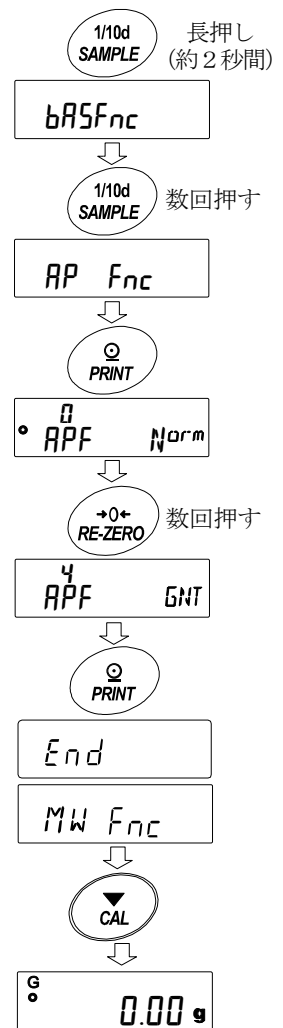 1/10d 長押し
SAMPLE (約２秒間)
bASFnc
1/10d
SAMPLE 数回押す
AP Fnc
PRINT
0
APF Norm
→0←
RE-ZERO 数回押す
4
APF GNT
PRINT
End
MW Fnc
CAL
G
0.00 g